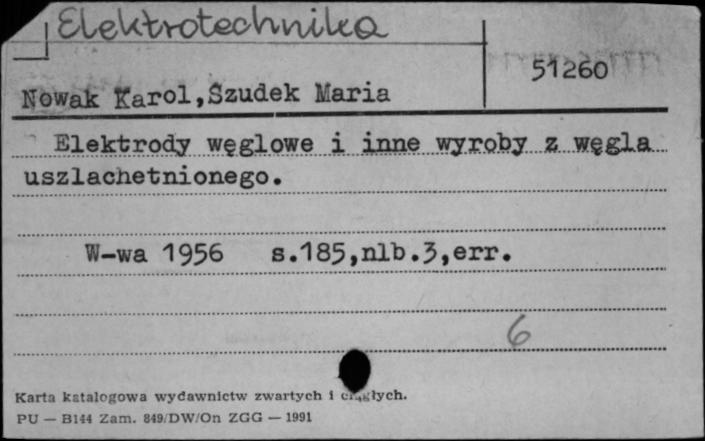 Elektrotechnika
51260
Nowak Karol,Szudek Maria
Elektrody węglowe i inne wyroby z węgla
uszlachetnionego.
W-wa 1956 s.185,nlb.3,err.
6
Karta katalogowa wydawnictw zwartych i ciągłych.
PU — B144 Zam. 849/DW/On ZGG — 1991